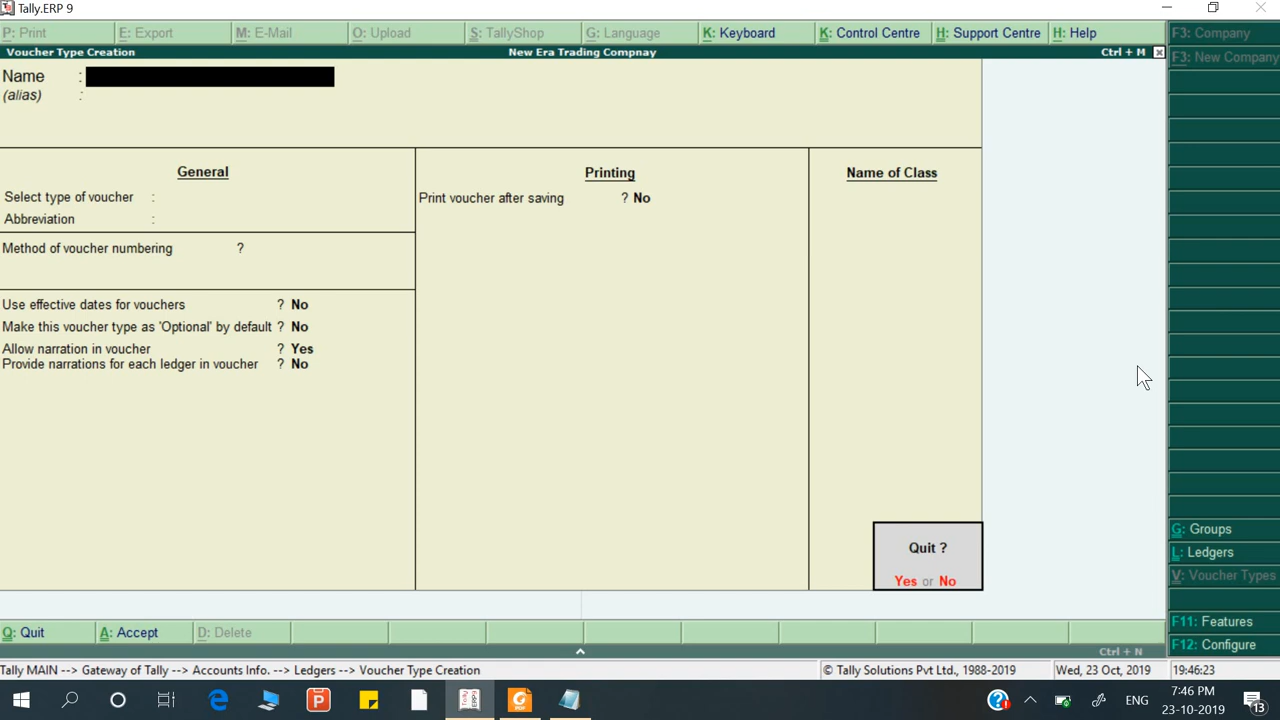 Tally.ERP 9
P: Print E: Export M: E-Mail O: Upload S: TallyShop G: Language K: Keyboard K: Control Centre H: Support Centre H: Help
F3: Company
Voucher Type Creation New Era Trading Compnay Ctrl + M
F3: New Company
Name :
(alias) :
General Printing Name of Class
Select type of voucher : Print voucher after saving ? No
Abbreviation :
Method of voucher numbering ?
Use effective dates for vouchers ? No
Make this voucher type as 'Optional' by default ? No
Allow narration in voucher ? Yes
Provide narrations for each ledger in voucher ? No
Quit ?
Yes or No
G: Groups
L: Ledgers
V: Voucher Types
F11: Features
F12: Configure
Q: Quit A: Accept D: Delete
Ctrl + N
Tally MAIN --> Gateway of Tally --> Accounts Info. --> Ledgers --> Voucher Type Creation © Tally Solutions Pvt Ltd., 1988-2019 Wed, 23 Oct, 2019 19:46:23
ENG 7:46 PM
23-10-2019 13